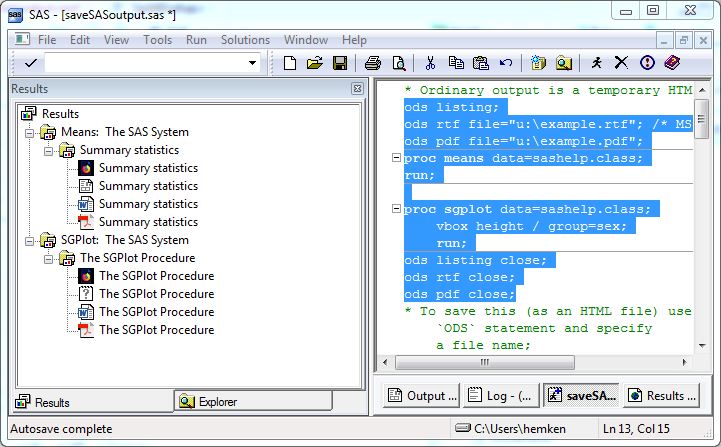 sas SAS - [saveSASoutput.sas *]
File Edit View Tools Run Solutions Window Help
Results
Results
Means: The SAS System
Summary statistics
Summary statistics
Summary statistics
Summary statistics
Summary statistics
SGPlot: The SAS System
The SGPlot Procedure
The SGPlot Procedure
The SGPlot Procedure
The SGPlot Procedure
The SGPlot Procedure
Results
Explorer
* Ordinary output is a temporary HTM
ods listing;
ods rtf file="u:\example.rtf"; /* MS
ods pdf file="u:\example.pdf";
proc means data=sashelp.class;
run;
proc sgplot data=sashelp.class;
vbox height / group=sex;
run;
ods listing close;
ods rtf close;
ods pdf close;
* To save this (as an HTML file) use
`ODS` statement and specify
a file name;
Output ...
Log - (...
saveSA...
Results ...
Autosave complete
C:\Users\hemken
Ln 13, Col 15